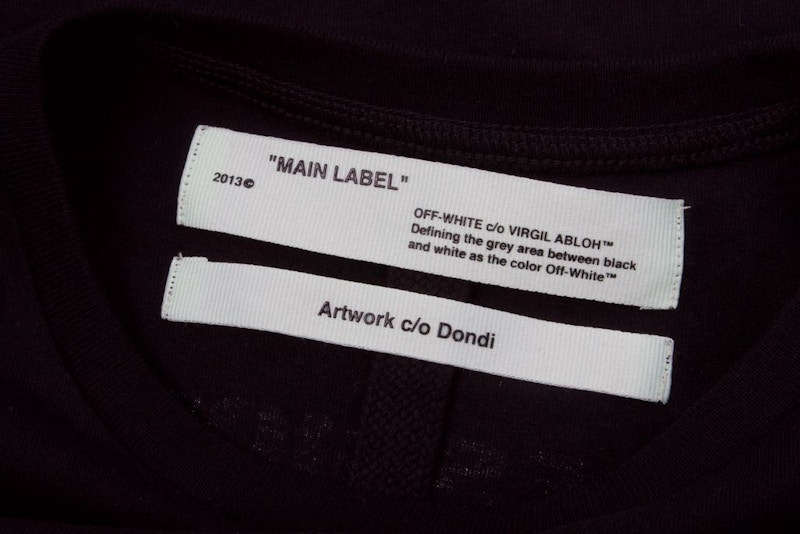 "MAIN LABEL"
2013©
OFF-WHITE c/o VIRGIL ABLOH™
Defining the grey area between black
and white as the color Off-White™
Artwork c/o Dondi